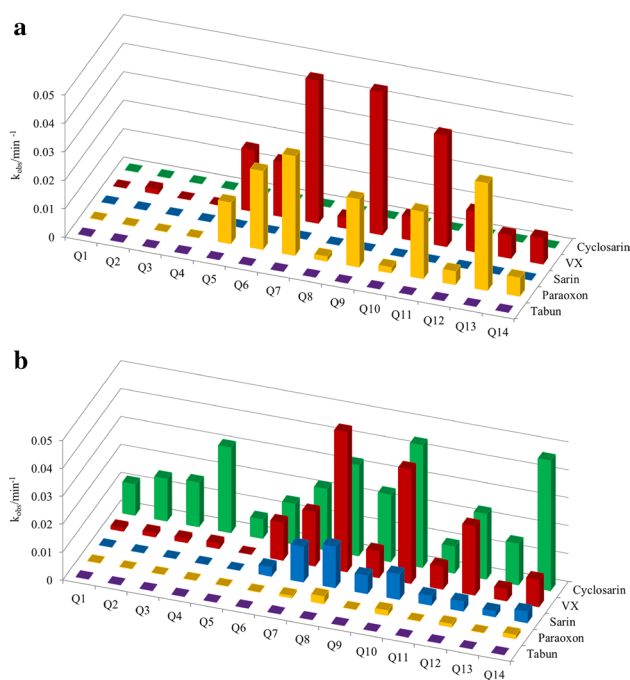 a
0.05
0.04
0.03
0.02
0.01
0
kobs/min -1
Q1
Q2
Q3
Q4
Q5
Q6
Q7
Q8
Q9
Q10
Q11
Q12
Q13
Q14
Cyclosarin
VX
Sarin
Paraoxon
Tabun
b
0.05
0.04
0.03
0.02
0.01
0
kobs/min-1
Q1
Q2
Q3
Q4
Q5
Q6
Q7
Q8
Q9
Q10
Q11
Q12
Q13
Q14
Cyclosarin
VX
Sarin
Paraoxon
Tabun